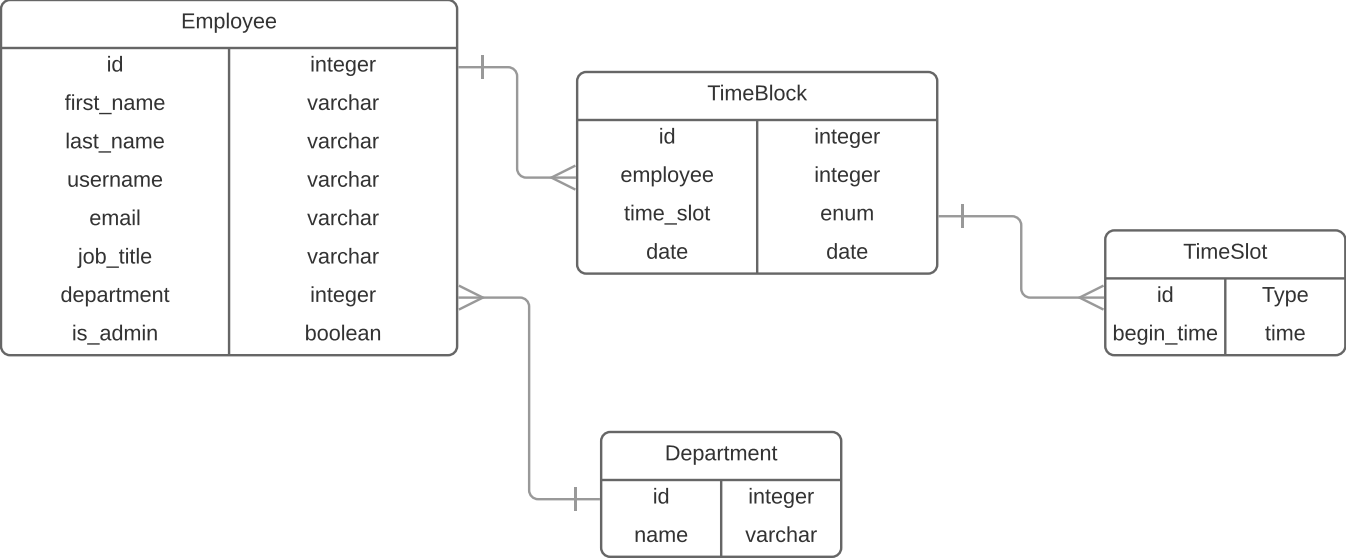 Employee
id integer
first_name varchar
last_name varchar
username varchar
email varchar
job_title varchar
department integer
is_admin boolean
TimeBlock
id integer
employee integer
time_slot enum
date date
TimeSlot
id Type
begin_time time
Department
id integer
name varchar